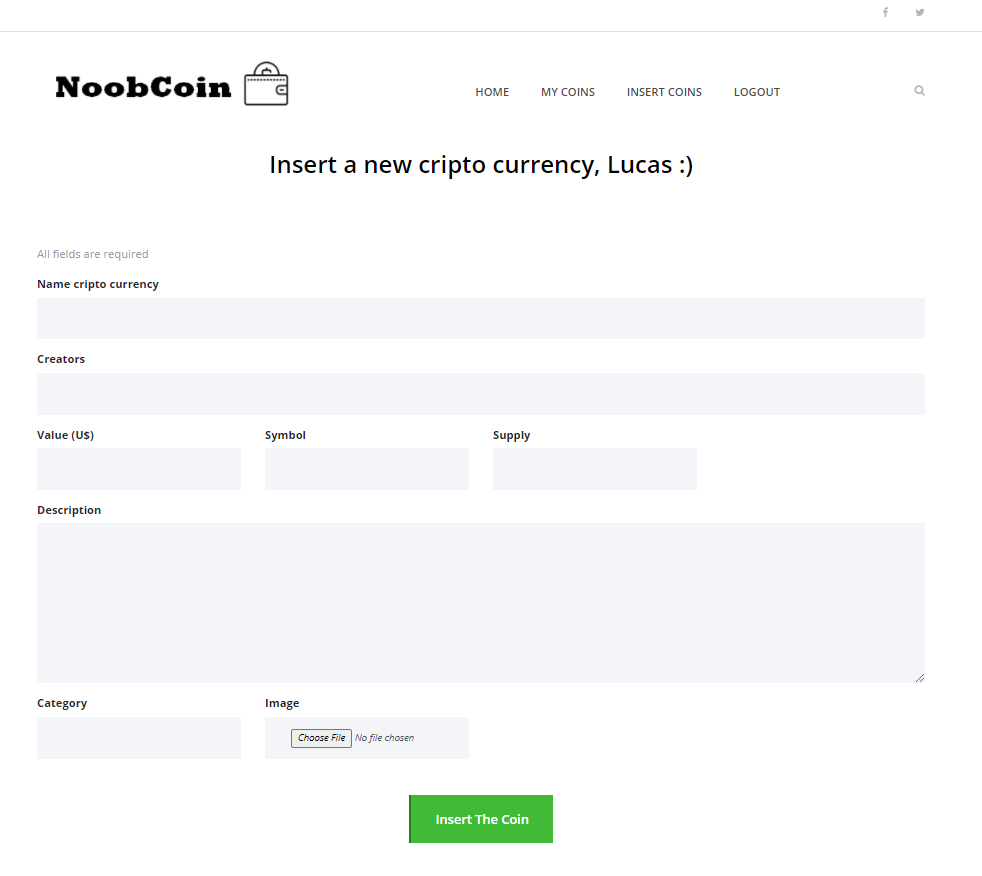 NoobCoin
HOME MY COINS INSERT COINS LOGOUT
Insert a new cripto currency, Lucas :)
All fields are required
Name cripto currency
Creators
Value (U$) Symbol Supply
Description
Category Image
Choose File No file chosen
Insert The Coin